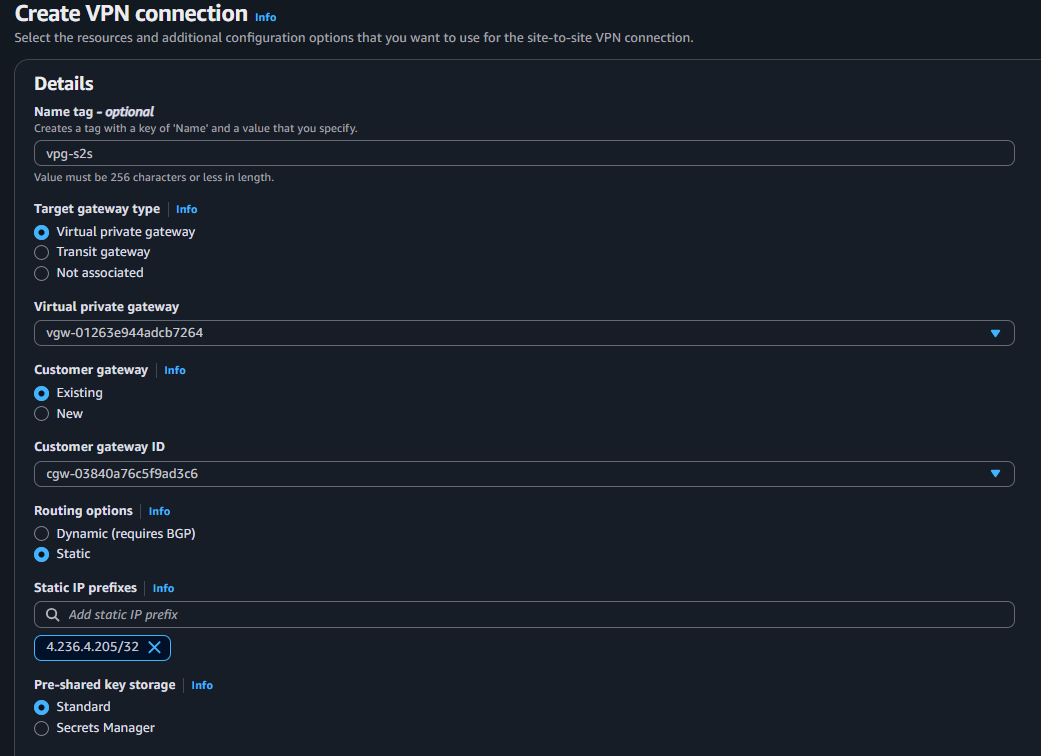 Create VPN connection Info
Select the resources and additional configuration options that you want to use for the site-to-site VPN connection.
Details
Name tag – optional
Creates a tag with a key of 'Name' and a value that you specify.
vpg-s2s
Value must be 256 characters or less in length.
Target gateway type Info
Virtual private gateway
Transit gateway
Not associated
Virtual private gateway
vgw-01263e944adcb7264
Customer gateway Info
Existing
New
Customer gateway ID
cgw-03840a76c5f9ad3c6
Routing options Info
Dynamic (requires BGP)
Static
Static IP prefixes Info
Add static IP prefix
4.236.4.205/32
Pre-shared key storage Info
Standard
Secrets Manager